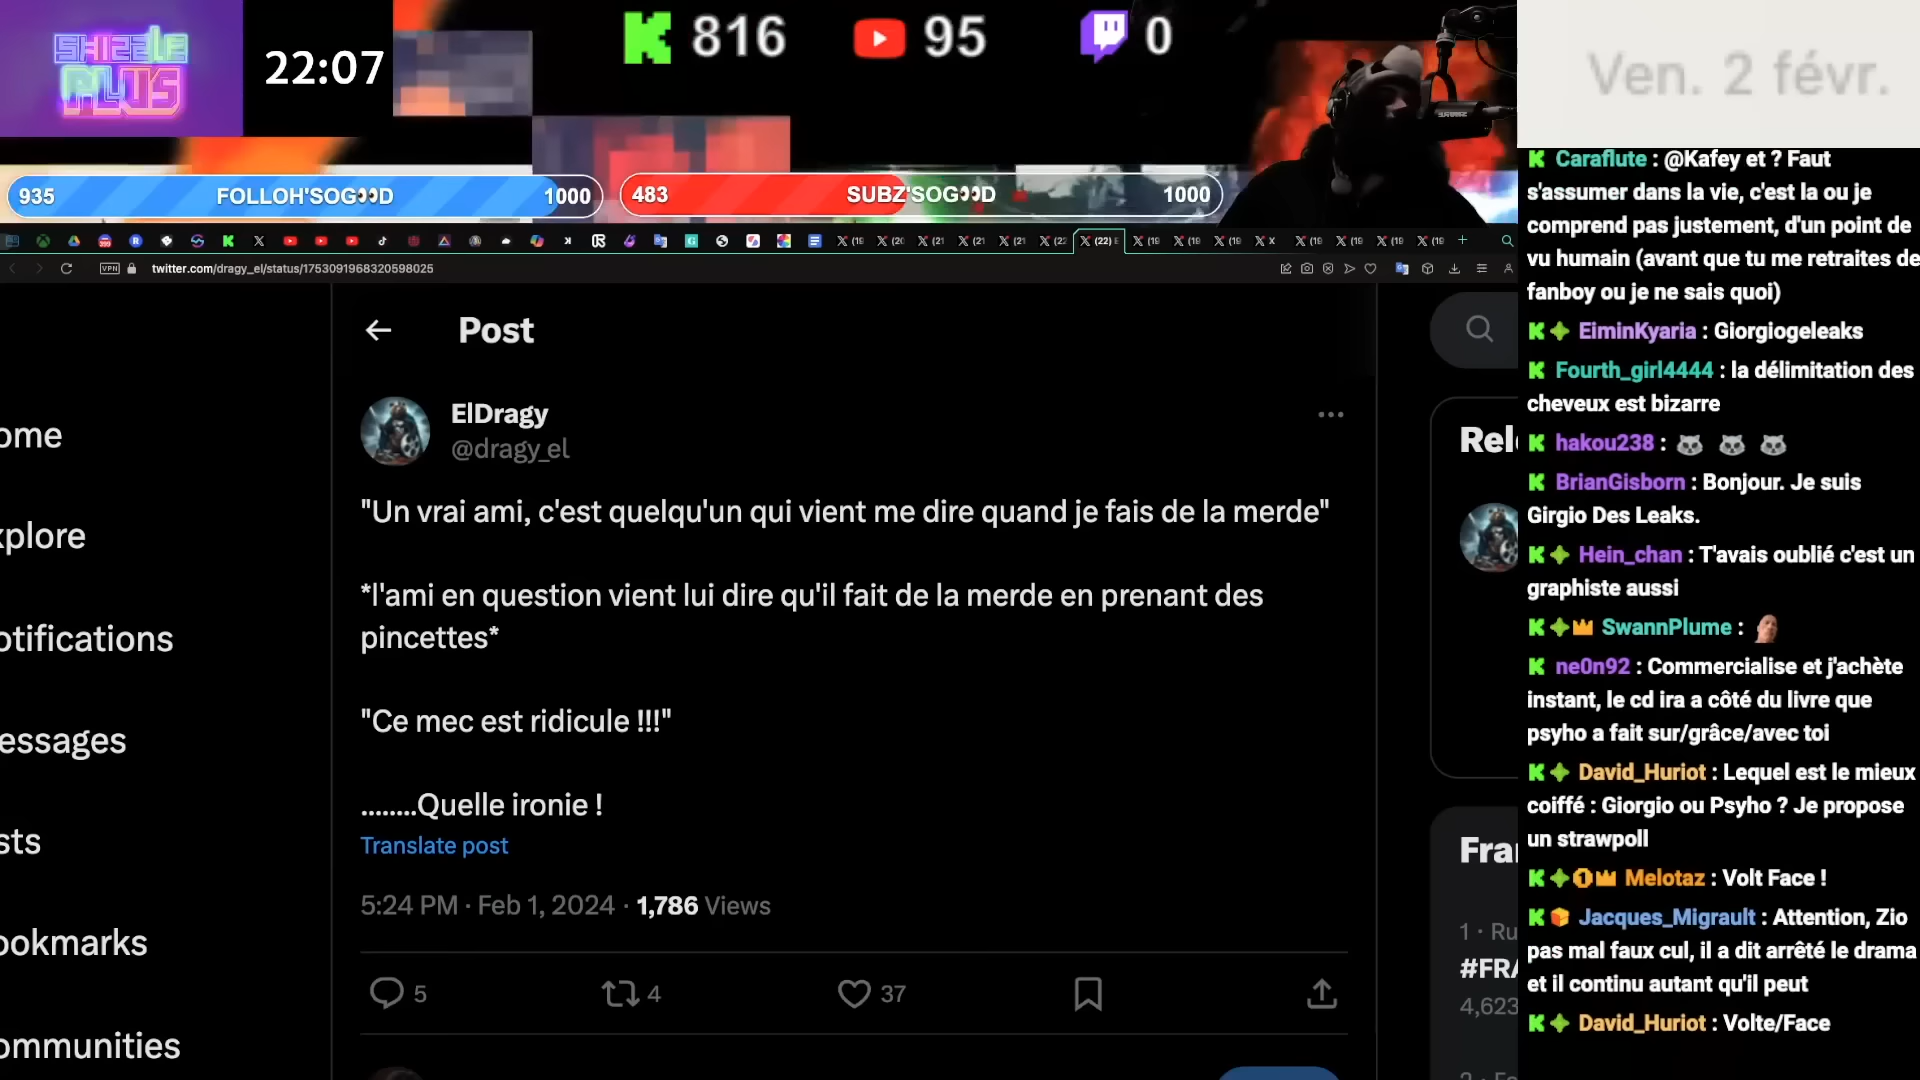 SHIZZLE
PLUS
22:07
816
95
0
Ven. 2 févr.
935
FOLLOH'SOG👀D
1000
483
SUBZ'SOG👀D
1000
VPN
twitter.com/dragy_el/status/1753091968320598025
Post
ElDragy
@dragy_el
"Un vrai ami, c'est quelqu'un qui vient me dire quand je fais de la merde"
*l'ami en question vient lui dire qu'il fait de la merde en prenant des
pincettes*
"Ce mec est ridicule !!!"
........Quelle ironie !
Translate post
5:24 PM · Feb 1, 2024 · 1,786 Views
5
4
37
ome
xplore
otifications
essages
sts
ookmarks
ommunities
Rele
Fra
1 · Ru
#FRA
4,623
Caraflute : @Kafey et ? Faut
s'assumer dans la vie, c'est la ou je
comprend pas justement, d'un point de
vu humain (avant que tu me retraites de
fanboy ou je ne sais quoi)
EiminKyaria : Giorgiogeleaks
Fourth_girl4444 : la délimitation des
cheveux est bizarre
hakou238 :
BrianGisborn : Bonjour. Je suis
Girgio Des Leaks.
Hein_chan : T'avais oublié c'est un
graphiste aussi
SwannPlume :
ne0n92 : Commercialise et j'achète
instant, le cd ira a côté du livre que
psyho a fait sur/grâce/avec toi
David_Huriot : Lequel est le mieux
coiffé : Giorgio ou Psyho ? Je propose
un strawpoll
Melotaz : Volt Face !
Jacques_Migrault : Attention, Zio
pas mal faux cul, il a dit arrêté le drama
et il continu autant qu'il peut
David_Huriot : Volte/Face